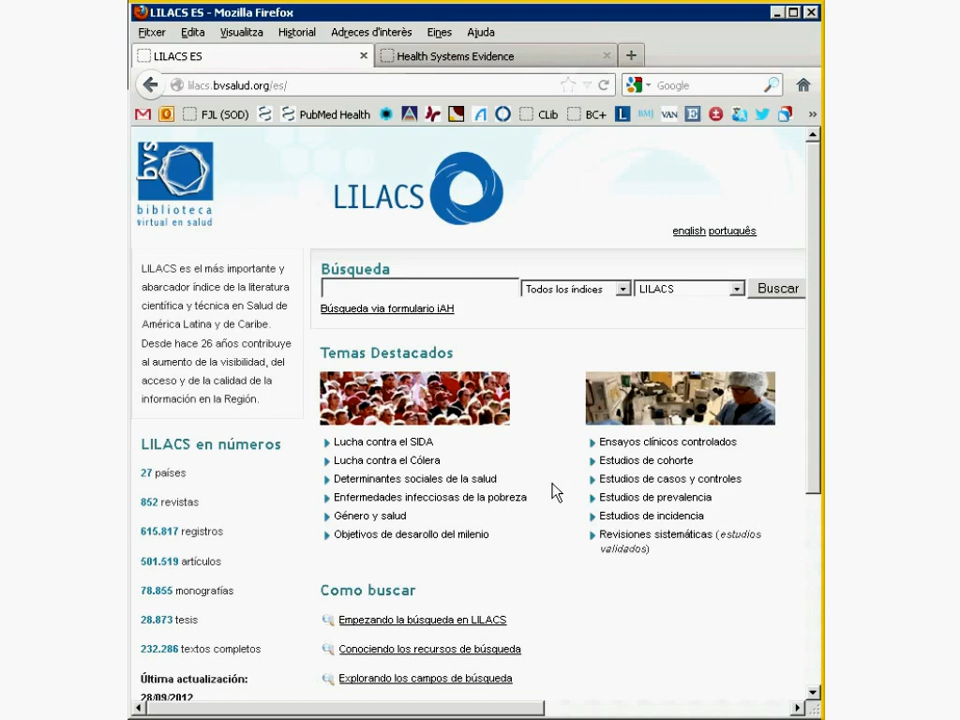 LILACS ES - Mozilla Firefox
Fitxer Edita Visualitza Historial Adreces d'interès Eines Ajuda
LILACS ES
Health Systems Evidence
lilacs.bvsalud.org/es/
Google
FJL (SOD) PubMed Health CLib BC+ L BMJ VAN E
bvs
biblioteca
virtual en salud
LILACS
english português
LILACS es el más importante y
abarcador índice de la literatura
científica y técnica en Salud de
América Latina y de Caribe.
Desde hace 26 años contribuye
al aumento de la visibilidad, del
acceso y de la calidad de la
información en la Región.
LILACS en números
27 países
852 revistas
615.817 registros
501.519 artículos
78.855 monografías
28.873 tesis
232.286 textos completos
Última actualización:
28/09/2012
Búsqueda
Todos los índices LILACS Buscar
Búsqueda via formulario iAH
Temas Destacados
Lucha contra el SIDA
Lucha contra el Cólera
Determinantes sociales de la salud
Enfermedades infecciosas de la pobreza
Género y salud
Objetivos de desarollo del milenio
Ensayos clínicos controlados
Estudios de cohorte
Estudios de casos y controles
Estudios de prevalencia
Estudios de incidencia
Revisiones sistemáticas (estudios
validados)
Como buscar
Empezando la búsqueda en LILACS
Conociendo los recursos de búsqueda
Explorando los campos de búsqueda